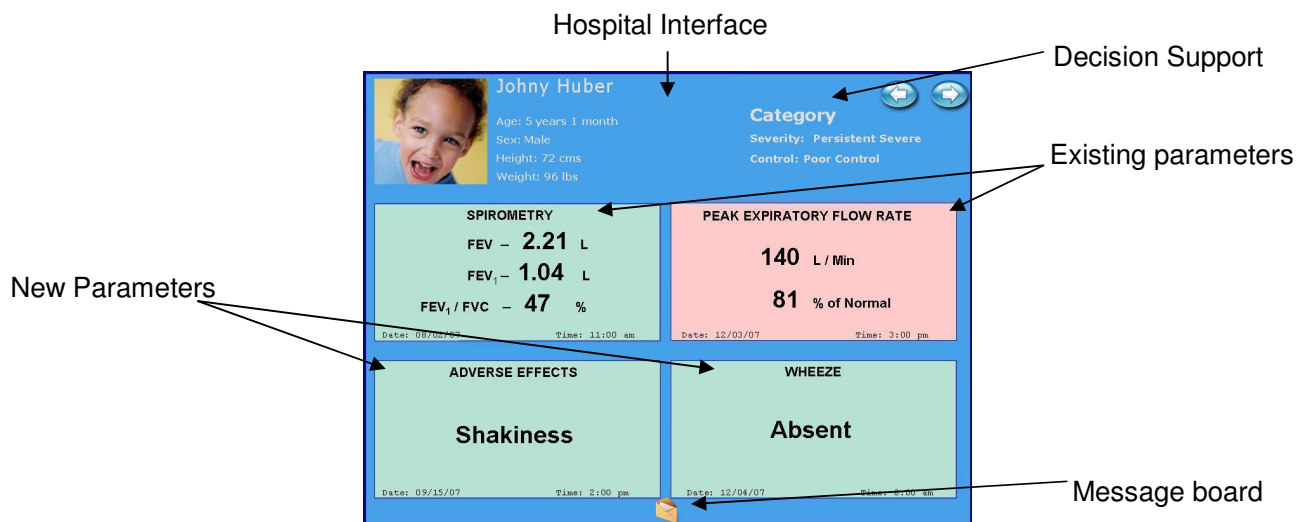 Hospital Interface
Decision Support
Johny Huber
Age: 5 years 1 month
Sex: Male
Height: 72 cms
Weight: 96 lbs
Category
Severity: Persistent Severe
Control: Poor Control
Existing parameters
SPIROMETRY
FEV – 2.21 L
FEV₁ – 1.04 L
FEV₁ / FVC – 47 %
Date: 08/02/07 Time: 11:00 am
PEAK EXPIRATORY FLOW RATE
140 L / Min
81 % of Normal
Date: 12/03/07 Time: 3:00 pm
New Parameters
ADVERSE EFFECTS
Shakiness
Date: 09/15/07 Time: 2:00 pm
WHEEZE
Absent
Date: 12/04/07 Time: 8:00 am
Message board